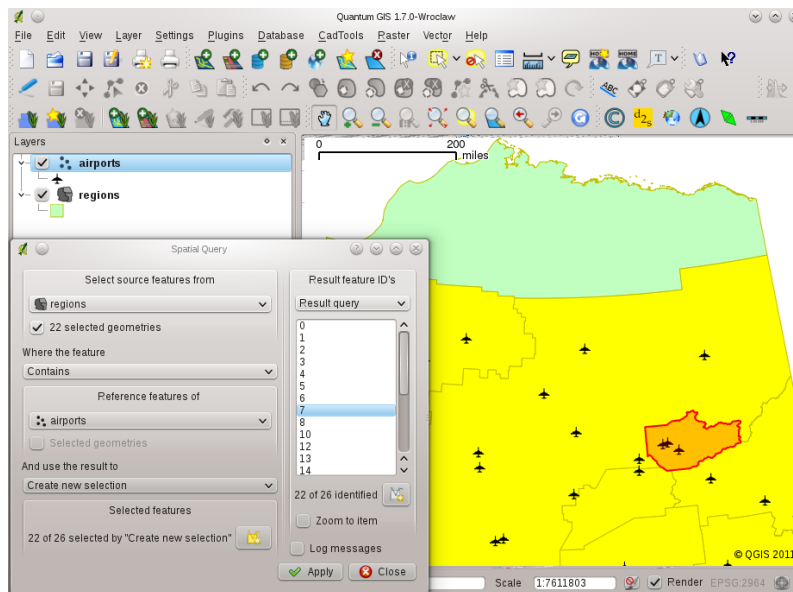 Quantum GIS 1.7.0-Wroclaw
File Edit View Layer Settings Plugins Database CadTools Raster Vector Help
Layers
airports
regions
0 200
miles
Spatial Query
Select source features from
regions
22 selected geometries
Where the feature
Contains
Reference features of
airports
Selected geometries
And use the result to
Create new selection
Selected features
22 of 26 selected by "Create new selection"
Result feature ID's
Result query
0
1
2
3
4
5
6
7
8
10
12
13
14
22 of 26 identified
Zoom to item
Log messages
Apply Close
© QGIS 2011
Scale 1:7611803 Render EPSG:2964